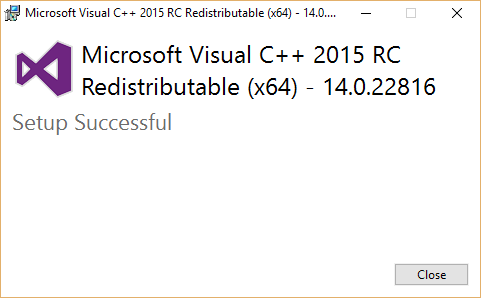 Microsoft Visual C++ 2015 RC Redistributable (x64) - 14.0....
Microsoft Visual C++ 2015 RC
Redistributable (x64) - 14.0.22816
Setup Successful
Close